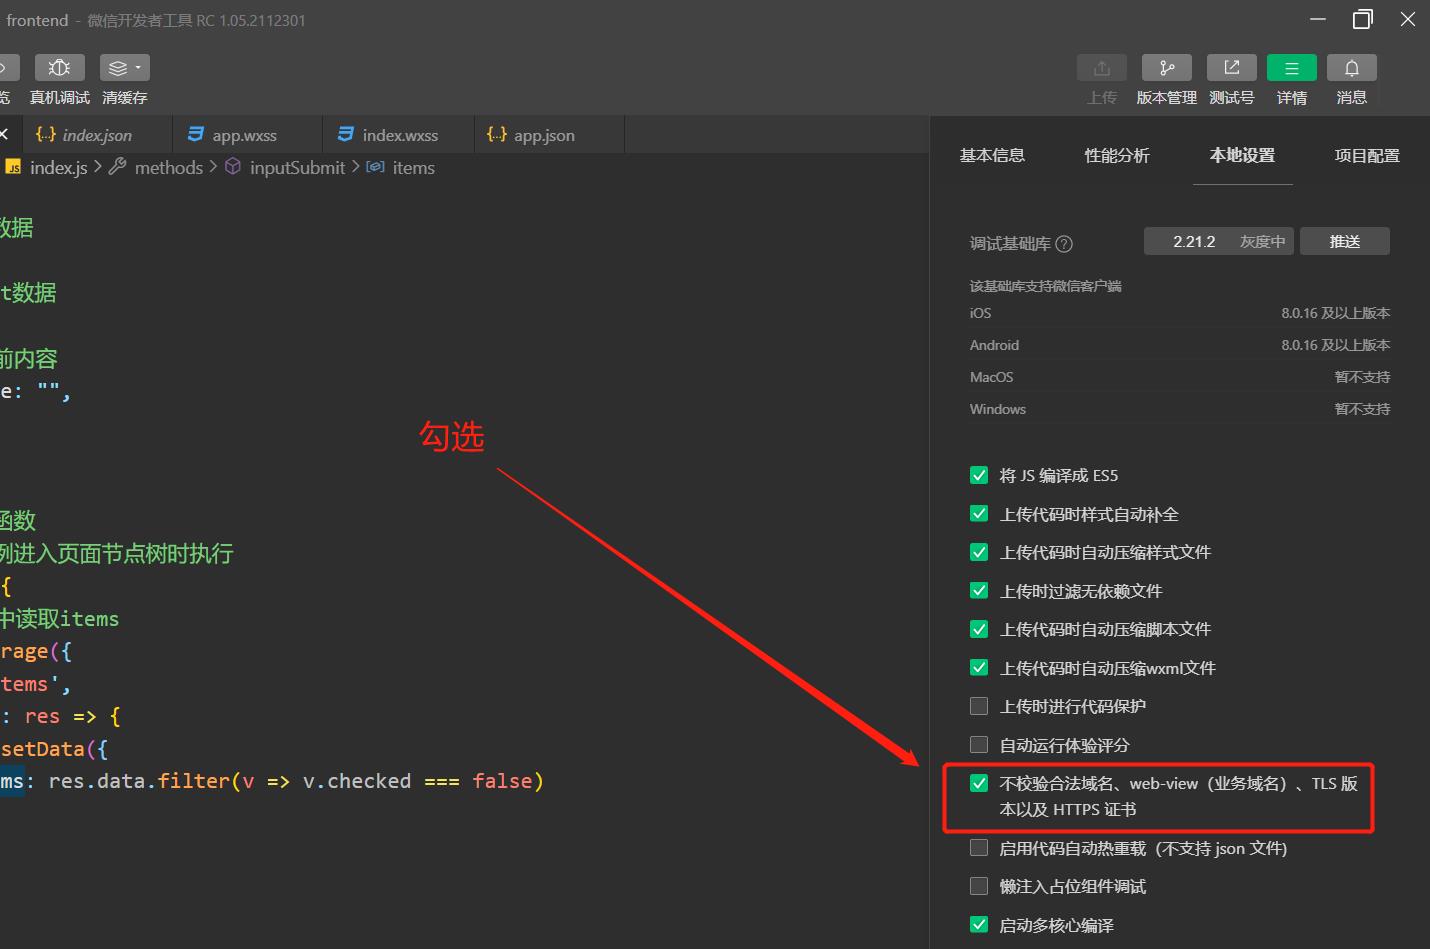 frontend - 微信开发者工具 RC 1.05.2112301
览 真机调试 清缓存 上传 版本管理 测试号 详情 消息
{..} index.json app.wxss index.wxss {..} app.json
JS index.js > methods > inputSubmit > items
基本信息 性能分析 本地设置 项目配置
数据
t数据
前内容
e: "",
函数
例进入页面节点树时执行
{
中读取items
rage({
tems',
: res => {
setData({
ms: res.data.filter(v => v.checked === false)
勾选
调试基础库 ? 2.21.2 灰度中 推送
该基础库支持微信客户端
iOS 8.0.16 及以上版本
Android 8.0.16 及以上版本
MacOS 暂不支持
Windows 暂不支持
将 JS 编译成 ES5
上传代码时样式自动补全
上传代码时自动压缩样式文件
上传时过滤无依赖文件
上传代码时自动压缩脚本文件
上传代码时自动压缩wxml文件
上传时进行代码保护
自动运行体验评分
不校验合法域名、web-view（业务域名）、TLS 版
本以及 HTTPS 证书
启用代码自动热重载（不支持 json 文件）
懒注入占位组件调试
启动多核心编译